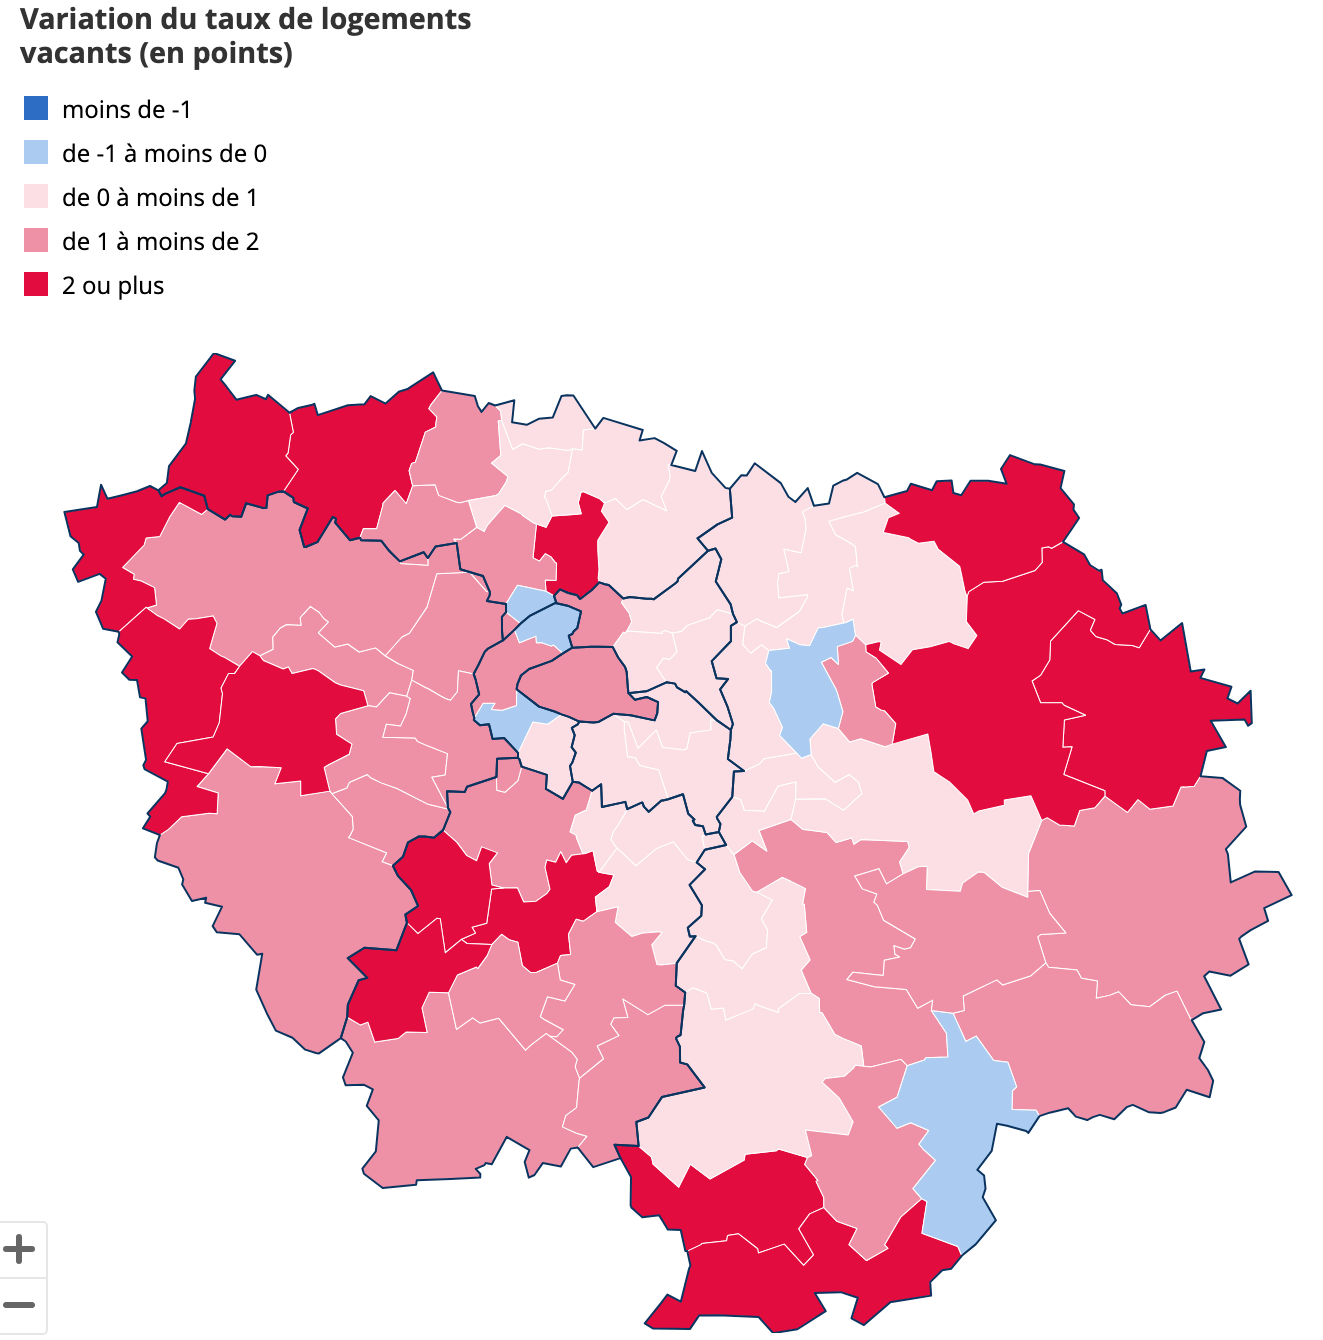 Variation du taux de logements
vacants (en points)
moins de -1
de -1 à moins de 0
de 0 à moins de 1
de 1 à moins de 2
2 ou plus
+
−